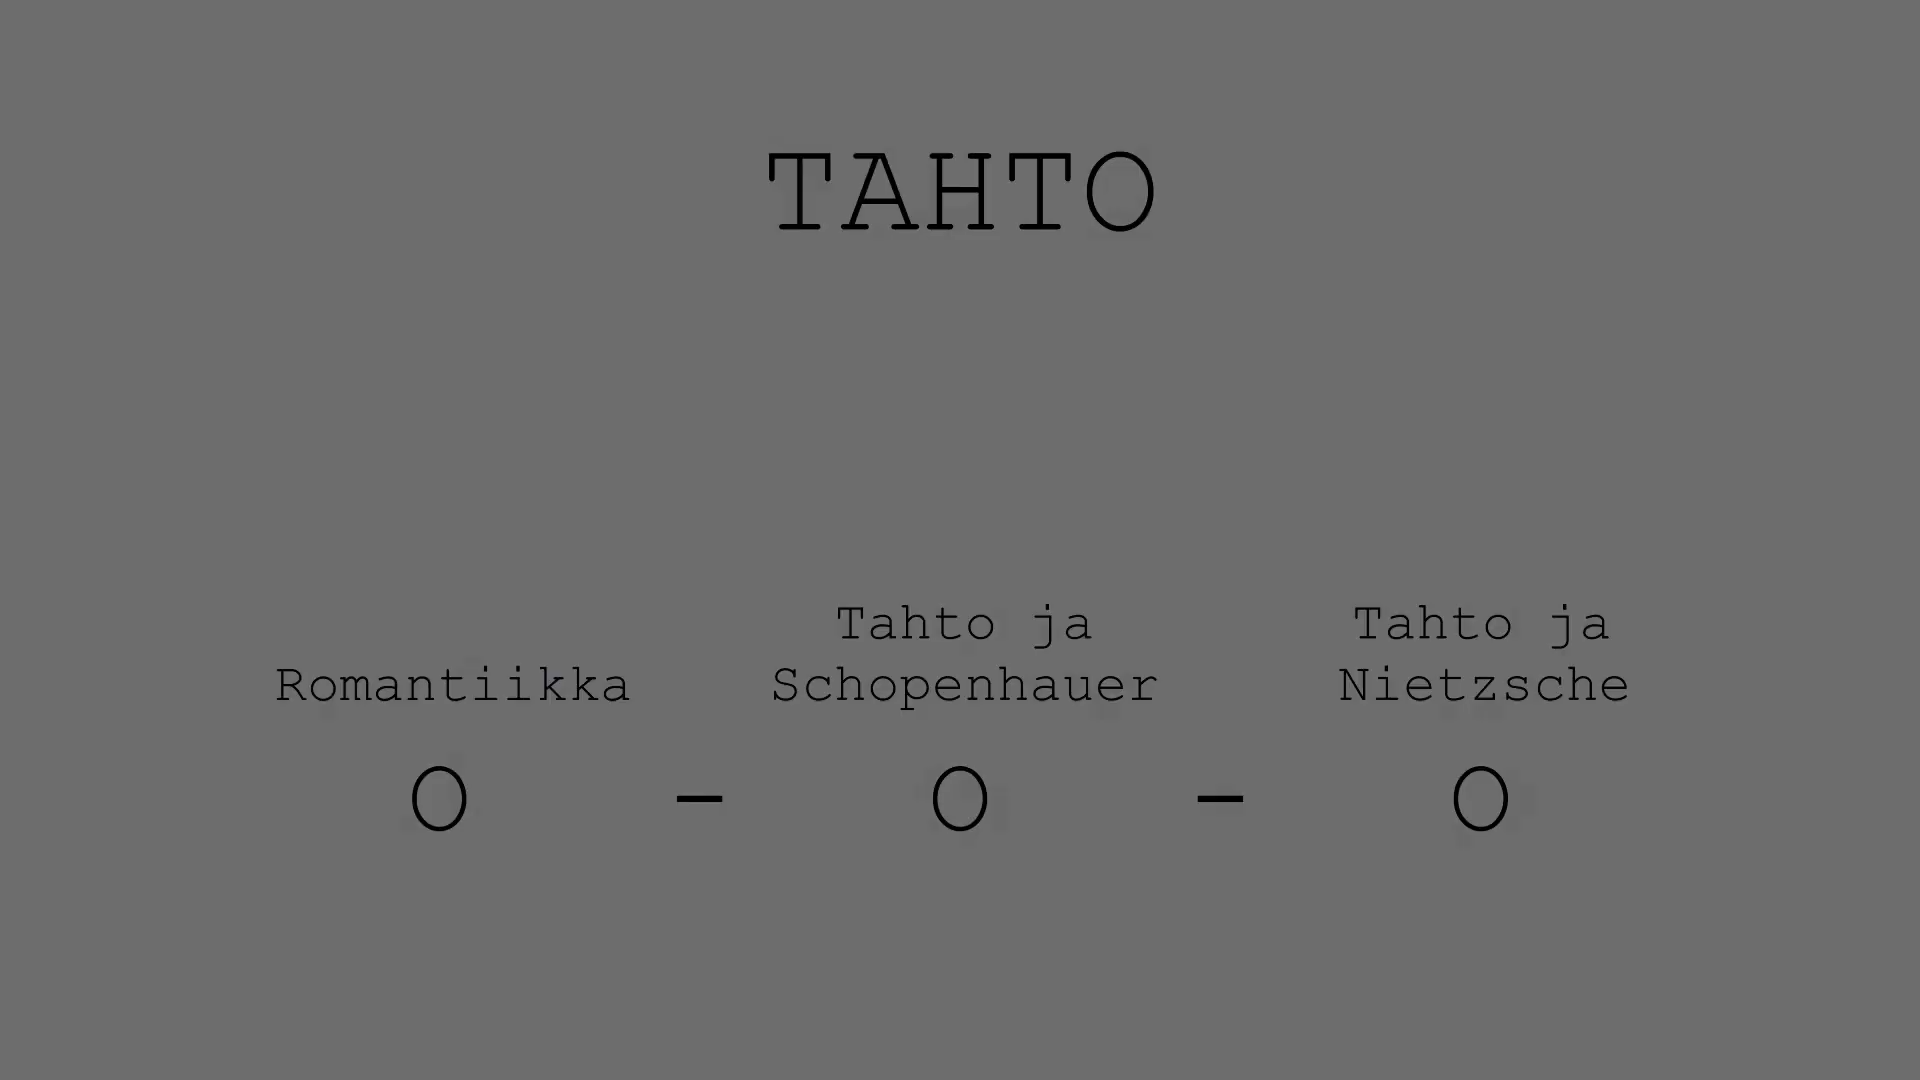 TAHTO
Romantiikka
Tahto ja
Schopenhauer
Tahto ja
Nietzsche
O - O - O